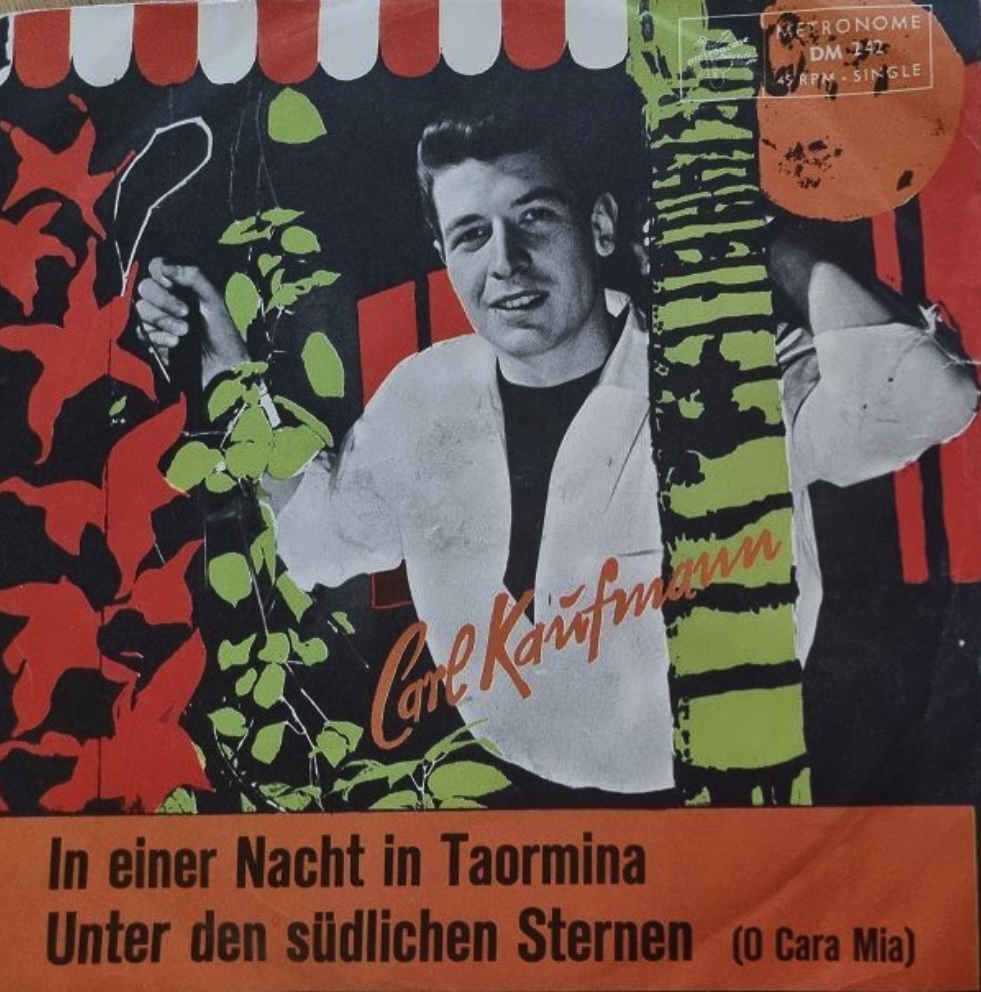 METRONOME
DM 242
45 RPM - SINGLE
Carl Kaufmann
In einer Nacht in Taormina
Unter den südlichen Sternen (O Cara Mia)